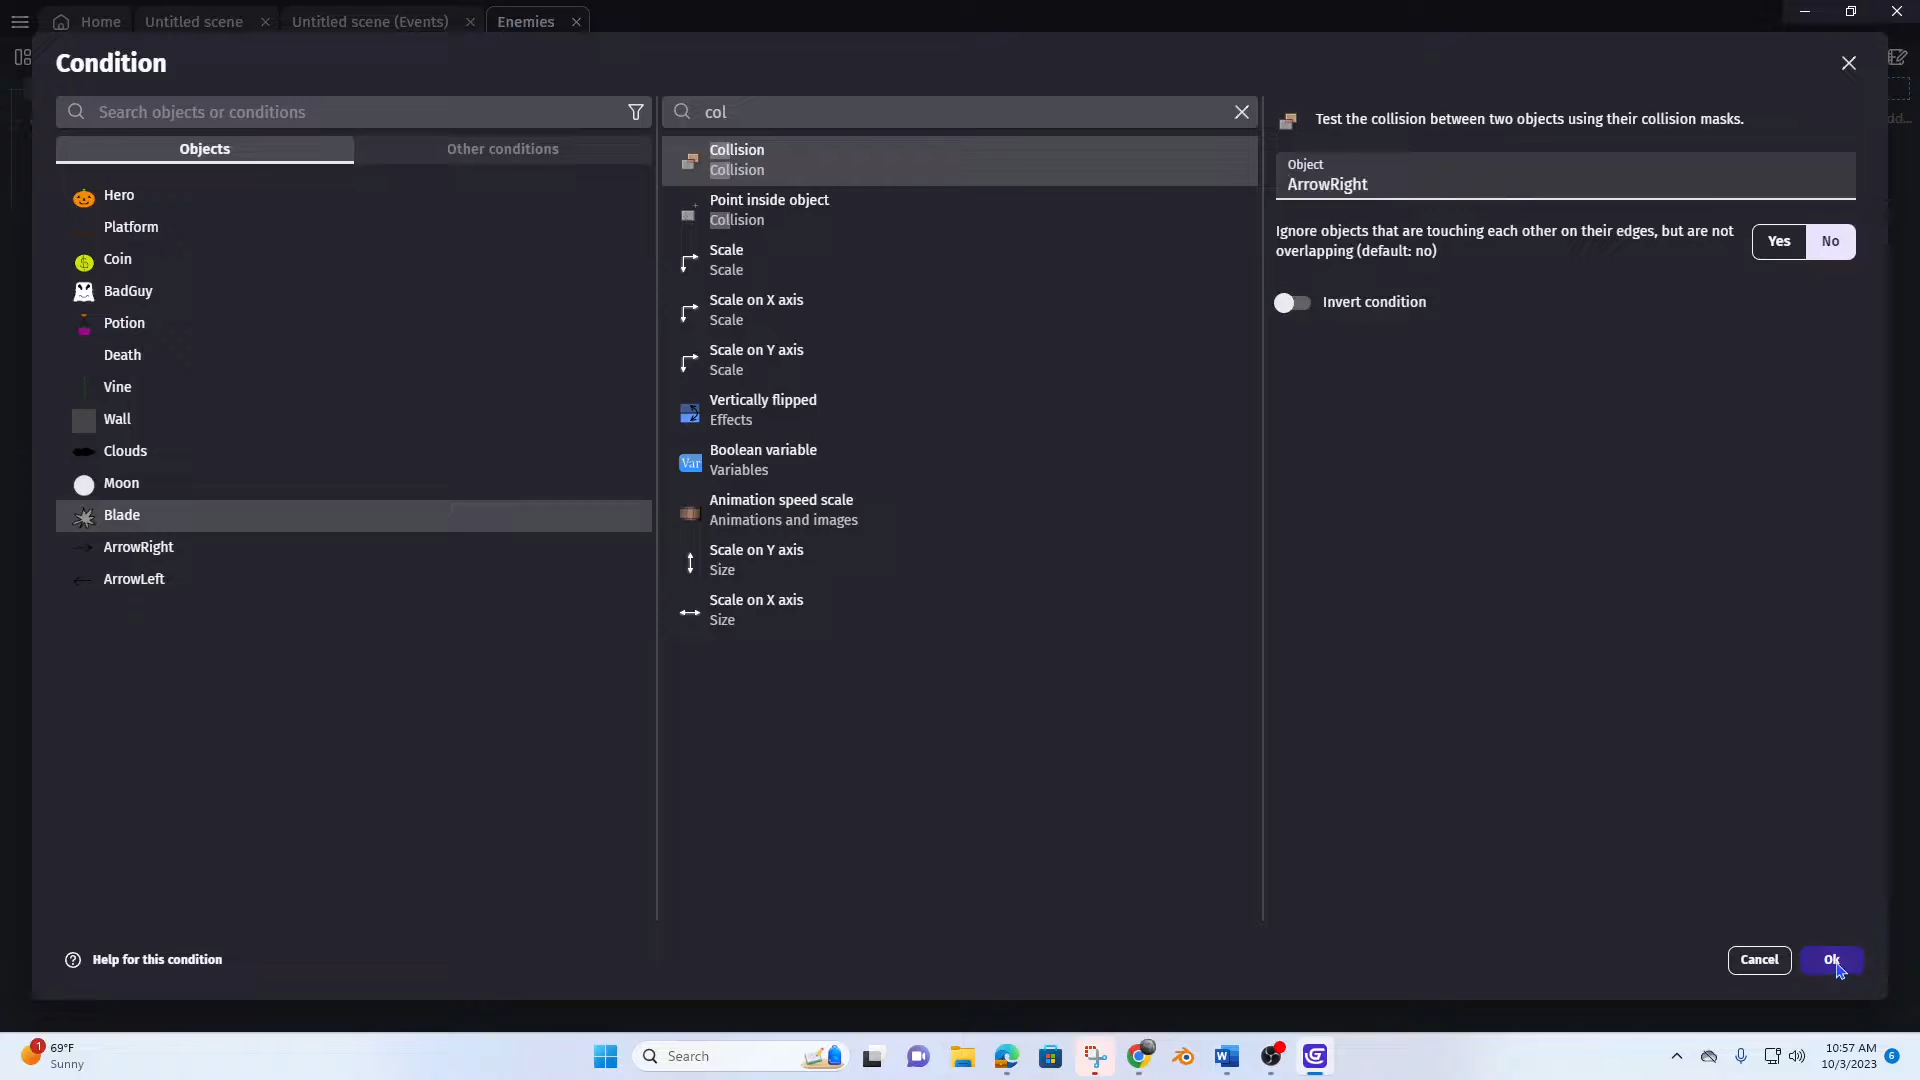 Home
Untitled scene
Untitled scene (Events)
Enemies
Condition
Search objects or conditions
Objects
Other conditions
Hero
Platform
Coin
BadGuy
Potion
Death
Vine
Wall
Clouds
Moon
Blade
ArrowRight
ArrowLeft
col
Collision
Collision
Point inside object
Collision
Scale
Scale
Scale on X axis
Scale
Scale on Y axis
Scale
Vertically flipped
Effects
Var
Boolean variable
Variables
Animation speed scale
Animations and images
Scale on Y axis
Size
Scale on X axis
Size
Test the collision between two objects using their collision masks.
Object
ArrowRight
Ignore objects that are touching each other on their edges, but are not
overlapping (default: no)
Yes
No
Invert condition
Help for this condition
Cancel
Ok
1
69°F
Sunny
Search
10:57 AM
10/3/2023
6